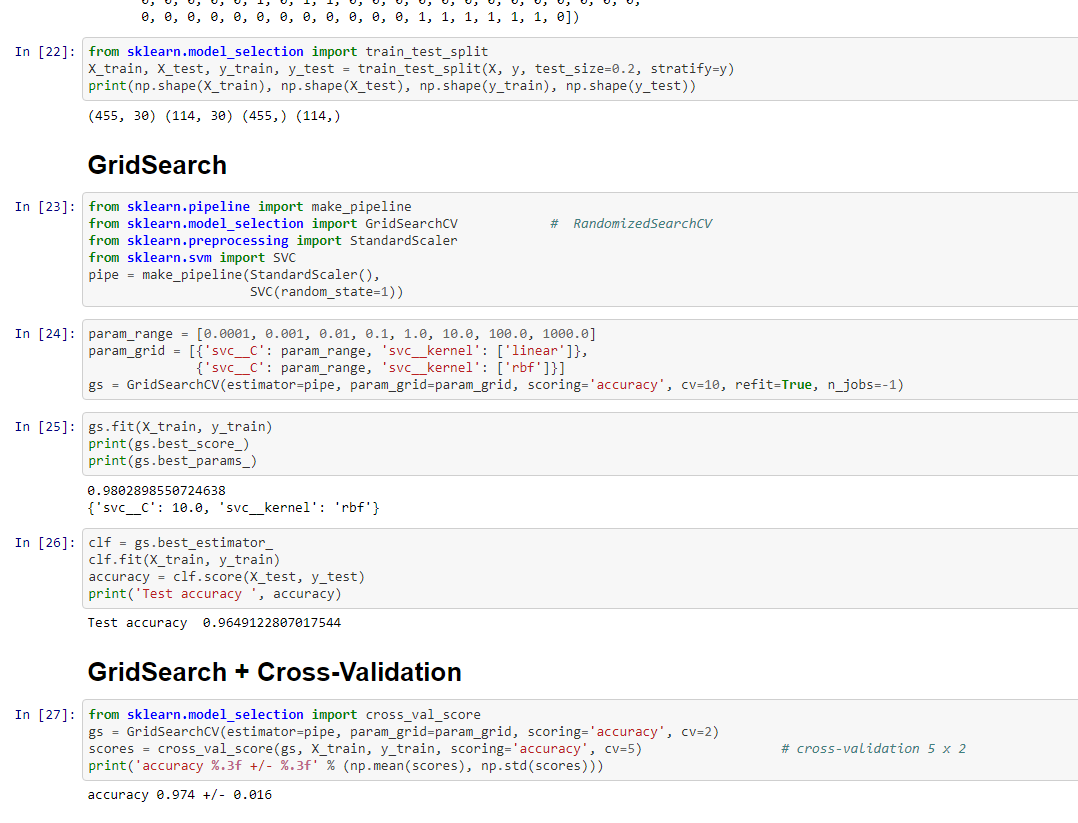 0, 0, 0, 0, 0, 1, 0, 1, 1, 0, 0, 0, 0, 0, 0, 0, 0, 0, 0, 0, 0, 0,
0, 0, 0, 0, 0, 0, 0, 0, 0, 0, 0, 0, 1, 1, 1, 1, 1, 1, 0])
In [22]: from sklearn.model_selection import train_test_split
X_train, X_test, y_train, y_test = train_test_split(X, y, test_size=0.2, stratify=y)
print(np.shape(X_train), np.shape(X_test), np.shape(y_train), np.shape(y_test))
(455, 30) (114, 30) (455,) (114,)
GridSearch
In [23]: from sklearn.pipeline import make_pipeline
from sklearn.model_selection import GridSearchCV # RandomizedSearchCV
from sklearn.preprocessing import StandardScaler
from sklearn.svm import SVC
pipe = make_pipeline(StandardScaler(),
SVC(random_state=1))
In [24]: param_range = [0.0001, 0.001, 0.01, 0.1, 1.0, 10.0, 100.0, 1000.0]
param_grid = [{'svc__C': param_range, 'svc__kernel': ['linear']},
{'svc__C': param_range, 'svc__kernel': ['rbf']}]
gs = GridSearchCV(estimator=pipe, param_grid=param_grid, scoring='accuracy', cv=10, refit=True, n_jobs=-1)
In [25]: gs.fit(X_train, y_train)
print(gs.best_score_)
print(gs.best_params_)
0.9802898550724638
{'svc__C': 10.0, 'svc__kernel': 'rbf'}
In [26]: clf = gs.best_estimator_
clf.fit(X_train, y_train)
accuracy = clf.score(X_test, y_test)
print('Test accuracy ', accuracy)
Test accuracy  0.9649122807017544
GridSearch + Cross-Validation
In [27]: from sklearn.model_selection import cross_val_score
gs = GridSearchCV(estimator=pipe, param_grid=param_grid, scoring='accuracy', cv=2)
scores = cross_val_score(gs, X_train, y_train, scoring='accuracy', cv=5) # cross-validation 5 x 2
print('accuracy %.3f +/- %.3f' % (np.mean(scores), np.std(scores)))
accuracy 0.974 +/- 0.016